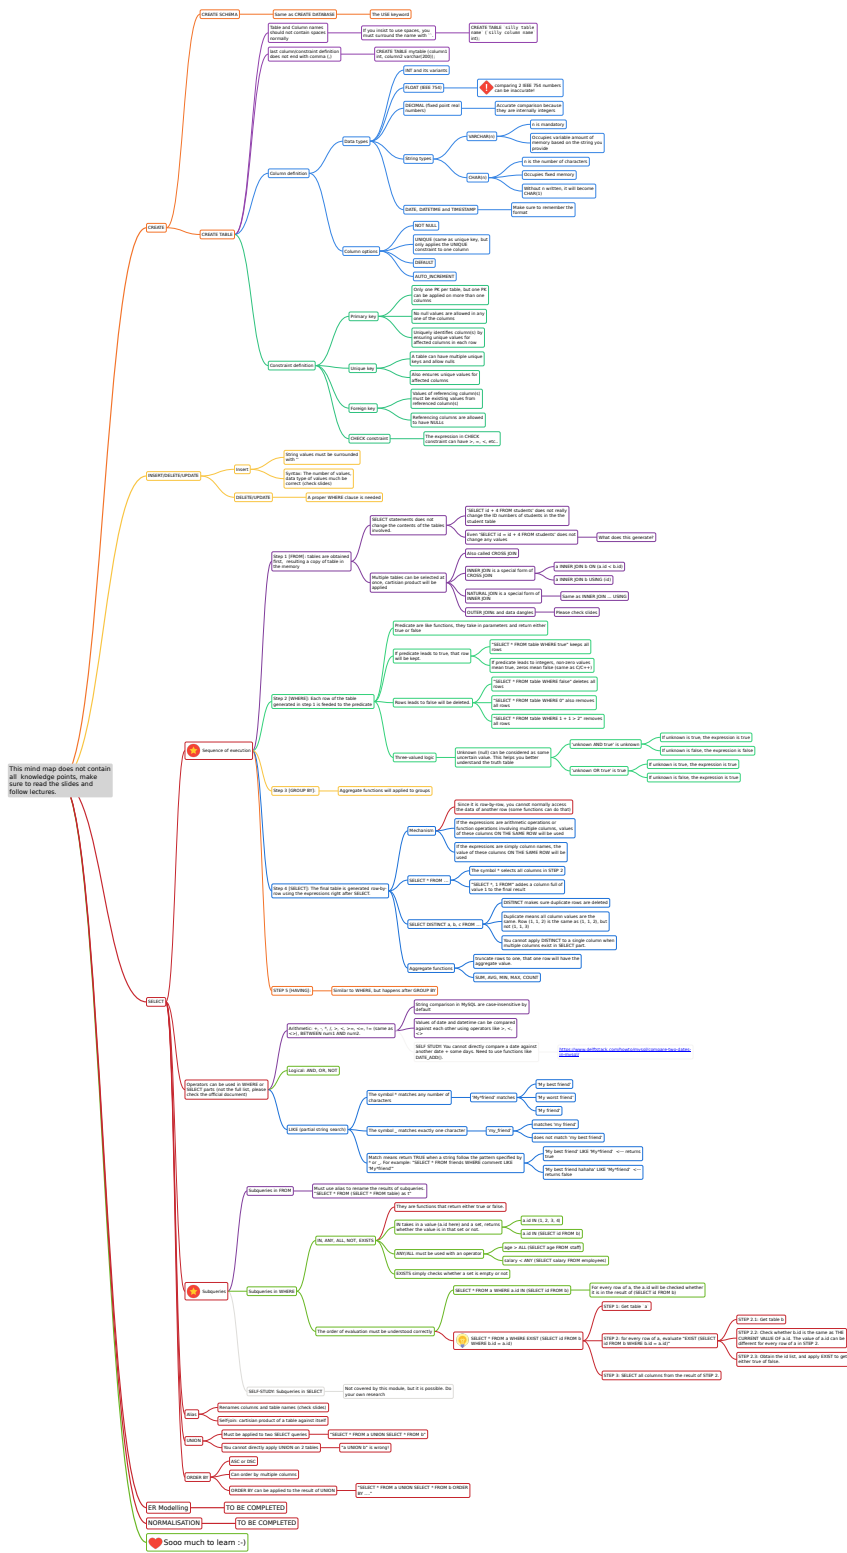 CREATE SCHEMA
Same as CREATE DATABASE
The USE keyword
Table and Column names
should not contain spaces
normally
If you insist to use spaces, you
must surround the name with ``.
CREATE TABLE `silly table
name` (`silly column name`
int);
last column/constraint definition
does not end with comma (,)
CREATE TABLE mytable (column1
int, column2 varchar(200));
INT and its variants
FLOAT (IEEE 754)
comparing 2 IEEE 754 numbers
can be inaccurate!
DECIMAL (fixed point real
numbers)
Accurate comparison because
they are internally integers
Data types
VARCHAR(n)
n is mandatory
Occupies variable amount of
memory based on the string you
provide
String types
CHAR(n)
n is the number of characters
Occupies fixed memory
Without n written, it will become
CHAR(1)
Column definition
DATE, DATETIME and TIMESTAMP
Make sure to remember the
format
CREATE
CREATE TABLE
NOT NULL
UNIQUE (same as unique key, but
only applies the UNIQUE
constraint to one column
Column options
DEFAULT
AUTO_INCREMENT
Only one PK per table, but one PK
can be applied on more than one
columns
Primary key
No null values are allowed in any
one of the columns
Uniquely identifies column(s) by
ensuring unique values for
affected columns in each row
Constraint definition
Unique key
A table can have multiple unique
keys and allow nulls
Also ensures unique values for
affected columns
Foreign key
Values of referencing column(s)
must be existing values from
referenced column(s)
Referencing columns are allowed
to have NULLs
CHECK constraint
The expression in CHECK
constraint can have >, =, <, etc..
INSERT/DELETE/UPDATE
Insert
String values must be surrounded
with ''
Syntax: The number of values,
data type of values much be
correct (check slides)
DELETE/UPDATE
A proper WHERE clause is needed
Step 1 [FROM]: tables are obtained
first,  resulting a copy of table in
the memory
SELECT statements does not
change the contents of the tables
involved.
"SELECT id + 4 FROM students" does not really
change the ID numbers of students in the the
student table
Even "SELECT id = id + 4 FROM students" does not
change any values
What does this generate?
Multiple tables can be selected at
once, cartisian product will be
applied
Also called CROSS JOIN
INNER JOIN is a special form of
CROSS JOIN
a INNER JOIN b ON (a.id < b.id)
a INNER JOIN b USING (id)
NATURAL JOIN is a special form of
INNER JOIN
Same as INNER JOIN ... USING
OUTER JOINs and data dangles
Please check slides
Step 2 [WHERE]: Each row of the table
generated in step 1 is feeded to the predicate
Predicate are like functions, they take in parameters and return either
true or false
If predicate leads to true, that row
will be kept.
"SELECT * FROM table WHERE true" keeps all
rows
If predicate leads to integers, non-zero values
mean true, zeros mean false (same as C/C++)
Rows leads to false will be deleted.
"SELECT * FROM table WHERE false" deletes all
rows
"SELECT * FROM table WHERE 0" also removes
all rows
"SELECT * FROM table WHERE 1 + 1 > 2" removes
all rows
Three-valued logic
Unknown (null) can be considered as some
uncertain value. This helps you better
understand the truth table
'unknown AND true' is unknown
If unknown is true, the expression is true
If unknown is false, the expression is false
'unknown OR true' is true
If unknown is true, the expression is true
If unknown is false, the expression is true
Sequence of execution
This mind map does not contain
all  knowledge points, make
sure to read the slides and
follow lectures.
Step 3 [GROUP BY]:
Aggregate functions will applied to groups
Step 4 [SELECT]: The final table is generated row-by-
row using the expressions right after SELECT.
Mechanism
Since it is row-by-row, you cannot normally access
the data of another row (some functions can do that)
If the expressions are arithmetic operations or
function operations involving multiple columns, values
of these columns ON THE SAME ROW will be used
If the expressions are simply column names, the
value of these columns ON THE SAME ROW will be
used
SELECT * FROM ...
The symbol * selects all columns in STEP 2
"SELECT *, 1 FROM" addes a column full of
value 1 to the final result
SELECT DISTINCT a, b, c FROM ...
DISTINCT makes sure duplicate rows are deleted
Duplicate means all column values are the
same. Row (1, 1, 2) is the same as (1, 1, 2), but
not (1, 1, 3)
You cannot apply DISTINCT to a single column when
multiple columns exist in SELECT part.
Aggregate functions
truncate rows to one, that one row will have the
aggregate value.
SUM, AVG, MIN, MAX, COUNT
STEP 5 [HAVING]:
Similar to WHERE, but happens after GROUP BY
SELECT
Operators can be used in WHERE or
SELECT parts (not the full list, please
check the official document)
Arithmetic: +, -, *, /, >, <, >=, <=, != (same as
<>), BETWEEN num1 AND num2.
String comparison in MySQL are case-insensitive by
default
Values of date and datetime can be compared
against each other using operators like >, <,
<>
SELF STUDY: You cannot directly compare a date against
another date + some days. Need to use functions like
DATE_ADD().
https://www.delftstack.com/howto/mysql/compare-two-dates-
in-mysql/
Logical: AND, OR, NOT
LIKE (partial string search)
The symbol * matches any number of
characters
'My*friend' matches
'My best friend'
'My worst friend'
'My friend'
The symbol _ matches exactly one character
'my_friend'
matches 'my friend'
does not match 'my best friend'
Match means return TRUE when a string follow the pattern specified by
* or _. For example: "SELECT * FROM friends WHERE comment LIKE
'My*friend'"
'My best friend' LIKE 'My*friend'  <-- returns
true
'My best friend hahaha' LIKE 'My*friend'  <--
returns false
Subqueries
Subqueries in FROM
Must use alias to rename the results of subqueries.
"SELECT * FROM (SELECT * FROM table) as t"
Subqueries in WHERE
IN, ANY, ALL, NOT, EXISTS
They are functions that return either true or false.
IN takes in a value (a.id here) and a set, returns
whether the value is in that set or not.
a.id IN (1, 2, 3, 4)
a.id IN (SELECT id FROM b)
ANY/ALL must be used with an operator
age > ALL (SELECT age FROM staff)
salary < ANY (SELECT salary FROM employees)
EXISTS simply checks whether a set is empty or not
The order of evaluation must be understood correctly
SELECT * FROM a WHERE a.id IN (SELECT id FROM b)
For every row of a, the a.id will be checked whether
it is in the result of (SELECT id FROM b)
SELECT * FROM a WHERE EXIST (SELECT id FROM b
WHERE b.id = a.id)
STEP 1: Get table  a
STEP 2: for every row of a, evaluate "EXIST (SELECT
id FROM b WHERE b.id = a.id)"
STEP 2.1: Get table b
STEP 2.2: Check whether b.id is the same as THE
CURRENT VALUE OF a.id. The value of a.id can be
different for every row of a in STEP 2.
STEP 2.3: Obtain the id list, and apply EXIST to get
either true of false.
STEP 3: SELECT all columns from the result of STEP 2.
SELF-STUDY: Subqueries in SELECT
Not covered by this module, but it is possible. Do
your own research
Alias
Renames columns and table names (check slides)
Selfjoin: cartisian product of a table against itself
UNION
Must be applied to two SELECT queries
"SELECT * FROM a UNION SELECT * FROM b"
You cannot directly apply UNION on 2 tables
"a UNION b" is wrong!
ORDER BY
ASC or DSC
Can order by multiple columns
ORDER BY can be applied to the result of UNION
"SELECT * FROM a UNION SELECT * FROM b ORDER
BY ...."
ER Modelling
TO BE COMPLETED
NORMALISATION
TO BE COMPLETED
Sooo much to learn :-)